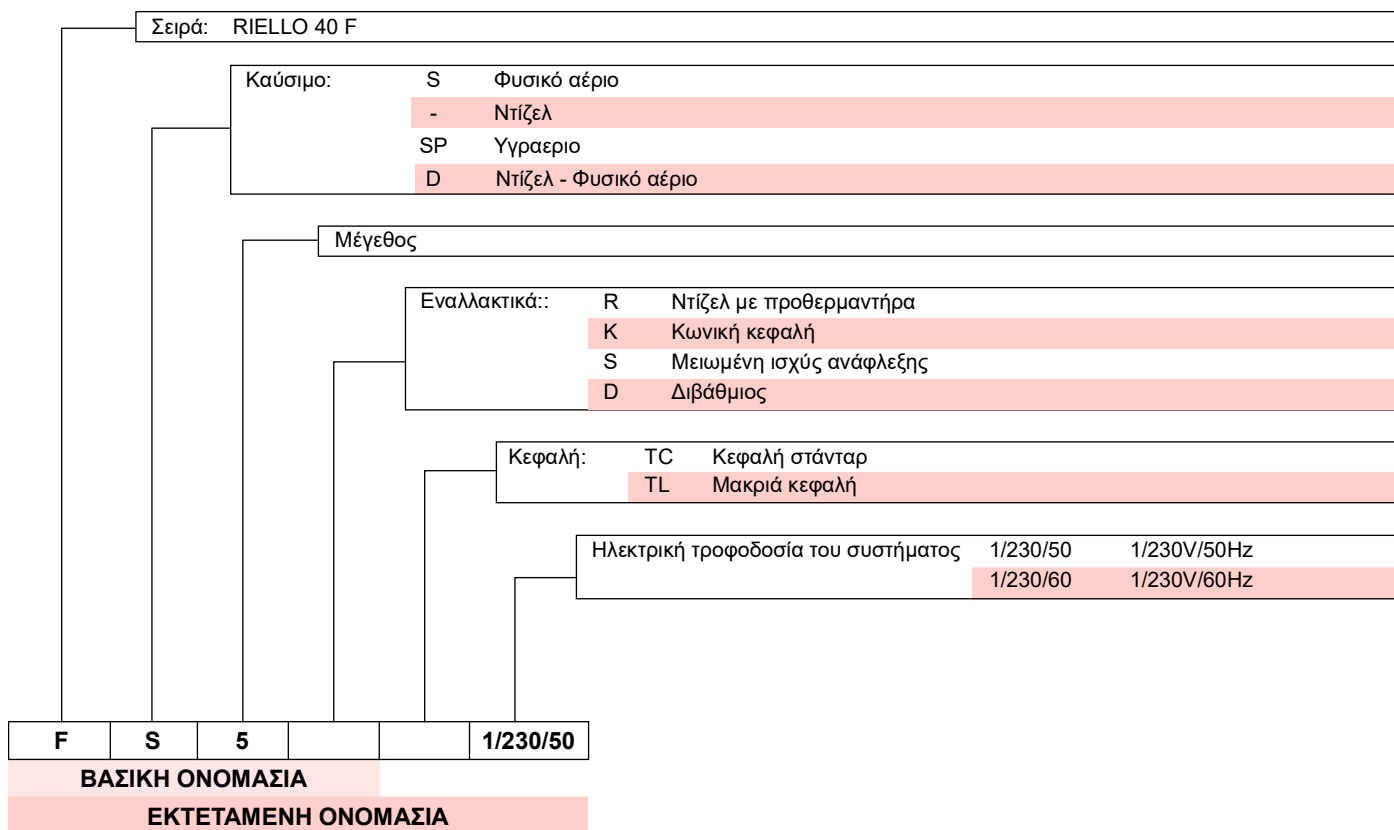 Σειρά: RIELLO 40 F
Καύσιμο: S Φυσικό αέριο
- Ντίζελ
SP Υγραεριο
D Ντίζελ - Φυσικό αέριο
Μέγεθος
Εναλλακτικά:: R Ντίζελ με προθερμαντήρα
K Κωνική κεφαλή
S Μειωμένη ισχύς ανάφλεξης
D Διβάθμιος
Κεφαλή: TC Κεφαλή στάνταρ
TL Μακριά κεφαλή
Ηλεκτρική τροφοδοσία του συστήματος 1/230/50 1/230V/50Hz
1/230/60 1/230V/60Hz
F S 5 1/230/50
ΒΑΣΙΚΗ ΟΝΟΜΑΣΙΑ
ΕΚΤΕΤΑΜΕΝΗ ΟΝΟΜΑΣΙΑ